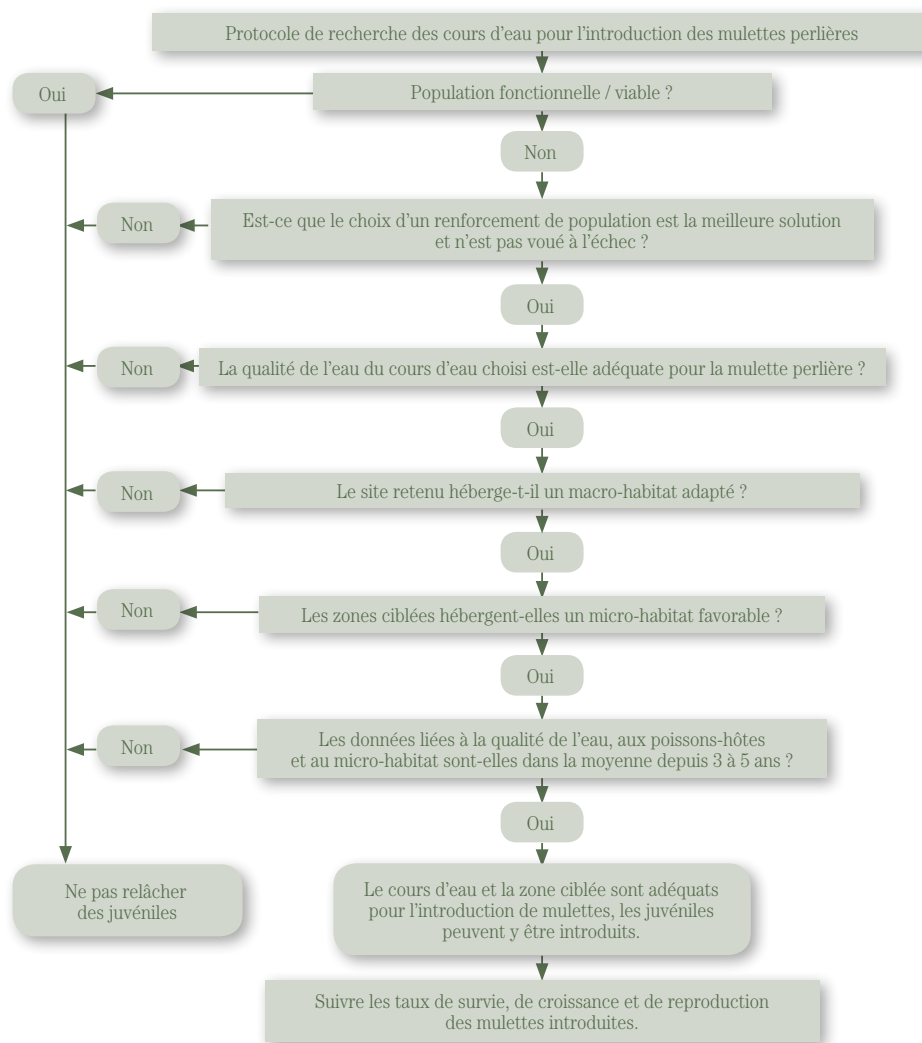 Protocole de recherche des cours d'eau pour l'introduction des mulettes perlières
Oui
Population fonctionnelle / viable ?
Non
Non
Est-ce que le choix d'un renforcement de population est la meilleure solution
et n'est pas voué à l'échec ?
Oui
Non
La qualité de l'eau du cours d'eau choisi est-elle adéquate pour la mulette perlière ?
Oui
Non
Le site retenu héberge-t-il un macro-habitat adapté ?
Oui
Non
Les zones ciblées hébergent-elles un micro-habitat favorable ?
Oui
Non
Les données liées à la qualité de l'eau, aux poissons-hôtes
et au micro-habitat sont-elles dans la moyenne depuis 3 à 5 ans ?
Oui
Ne pas relâcher
des juvéniles
Le cours d'eau et la zone ciblée sont adéquats
pour l'introduction de mulettes, les juvéniles
peuvent y être introduits.
Suivre les taux de survie, de croissance et de reproduction
des mulettes introduites.